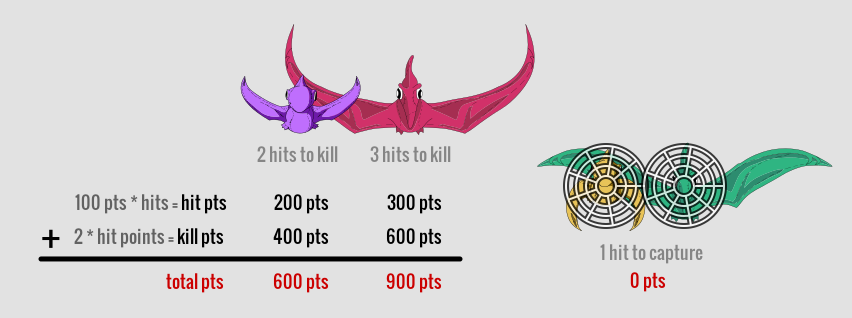 2 hits to kill 3 hits to kill
100 pts * hits = hit pts 200 pts 300 pts
+ 2 * hit points = kill pts 400 pts 600 pts
total pts 600 pts 900 pts
1 hit to capture
0 pts